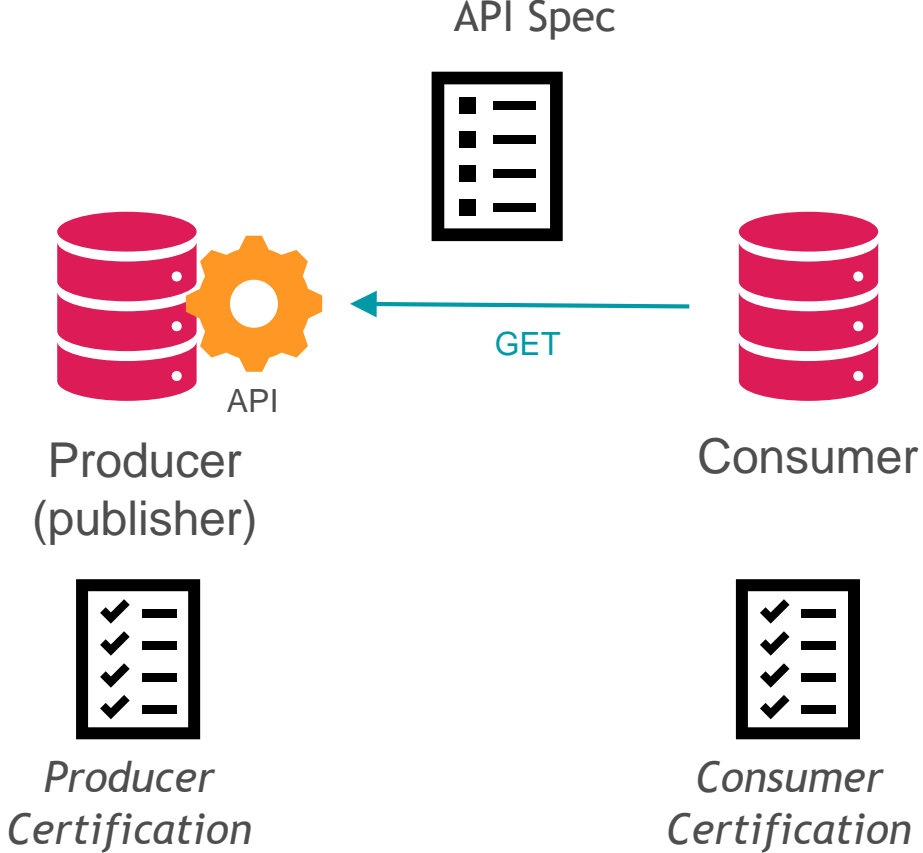 API Spec
GET
API
Producer
(publisher)
Consumer
Producer
Certification
Consumer
Certification